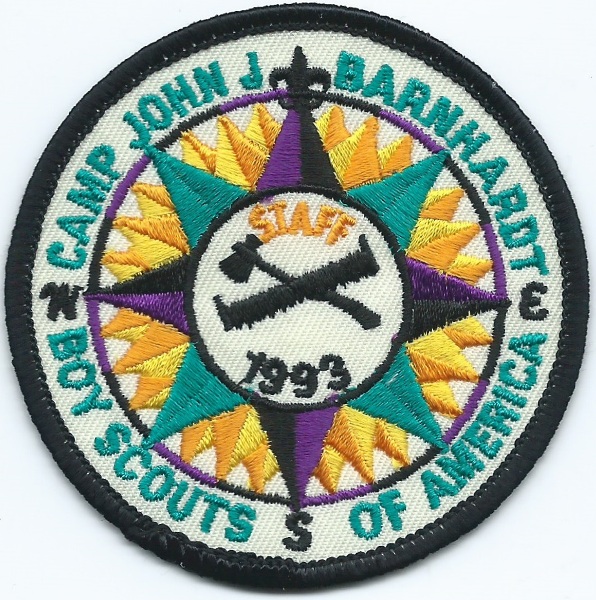 CAMP JOHN J BARNHARDT
STAFF
W
E
1993
BOY SCOUTS OF AMERICA
S